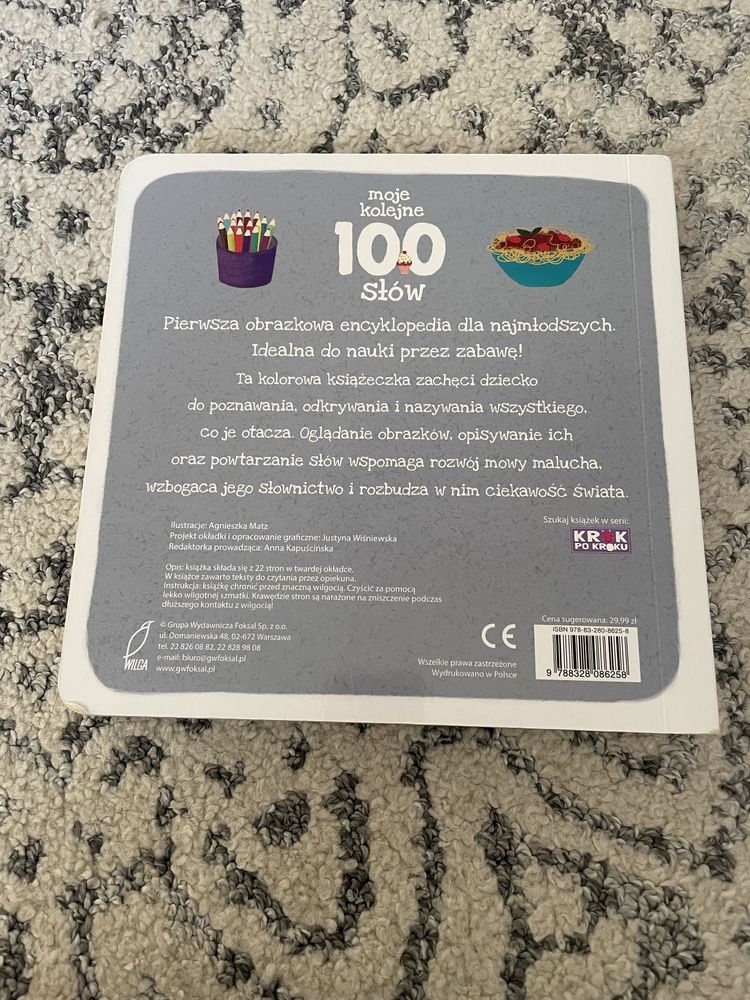 moje
kolejne
100
słów
Pierwsza obrazkowa encyklopedia dla najmłodszych.
Idealna do nauki przez zabawę!
Ta kolorowa książeczka zachęci dziecko
do poznawania, odkrywania i nazywania wszystkiego,
co je otacza. Oglądanie obrazków, opisywanie ich
oraz powtarzanie słów wspomaga rozwój mowy malucha,
wzbogaca jego słownictwo i rozbudza w nim ciekawość świata.
Ilustracje: Agnieszka Matz
Projekt okładki i opracowanie graficzne: Justyna Wiśniewska
Redaktorka prowadząca: Anna Kapuścińska
Szukaj książek w serii:
KROK
PO KROKU
Opis: książka składa się z 22 stron w twardej okładce.
W książce zawarto teksty do czytania przez opiekuna.
Instrukcja: książkę chronić przed znaczną wilgocią. Czyścić za pomocą
lekko wilgotnej szmatki. Krawędzie stron są narażone na zniszczenie podczas
dłuższego kontaktu z wilgocią!
© Grupa Wydawnicza Foksal Sp. z o.o.
ul. Domaniewska 48, 02-672 Warszawa
tel. 22 826 08 82, 22 828 98 08
e-mail: biuro@gwfoksal.pl
www.gwfoksal.pl
WILGA
CE
Wszelkie prawa zastrzeżone
Wydrukowano w Polsce
Cena sugerowana: 29,99 zł
ISBN 978-83-280-8625-8
9 788328 086258